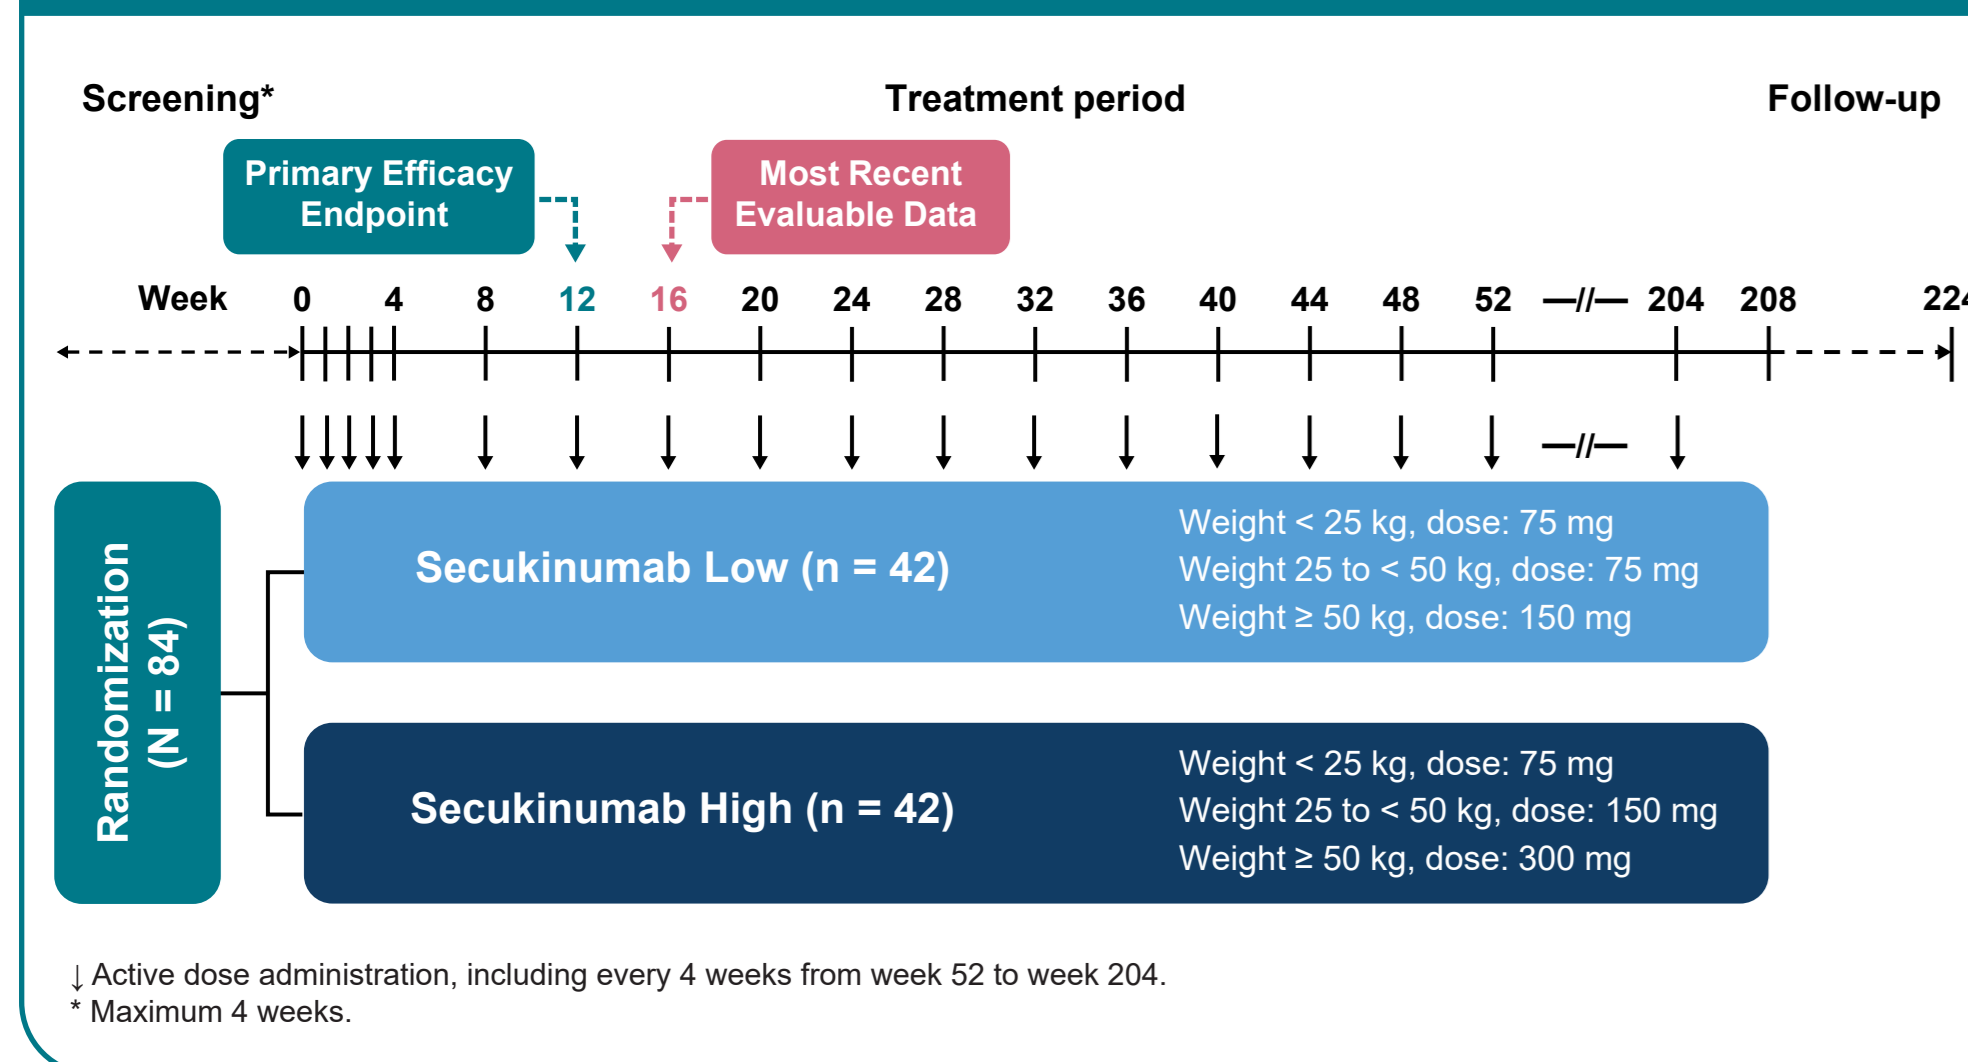 Screening*
Treatment period
Follow-up
Primary Efficacy
Endpoint
Most Recent
Evaluable Data
Week 0 4 8 12 16 20 24 28 32 36 40 44 48 52 —//— 204 208 224
—//—
Randomization
(N = 84)
Secukinumab Low (n = 42)
Weight < 25 kg, dose: 75 mg
Weight 25 to < 50 kg, dose: 75 mg
Weight ≥ 50 kg, dose: 150 mg
Secukinumab High (n = 42)
Weight < 25 kg, dose: 75 mg
Weight 25 to < 50 kg, dose: 150 mg
Weight ≥ 50 kg, dose: 300 mg
↓ Active dose administration, including every 4 weeks from week 52 to week 204.
* Maximum 4 weeks.